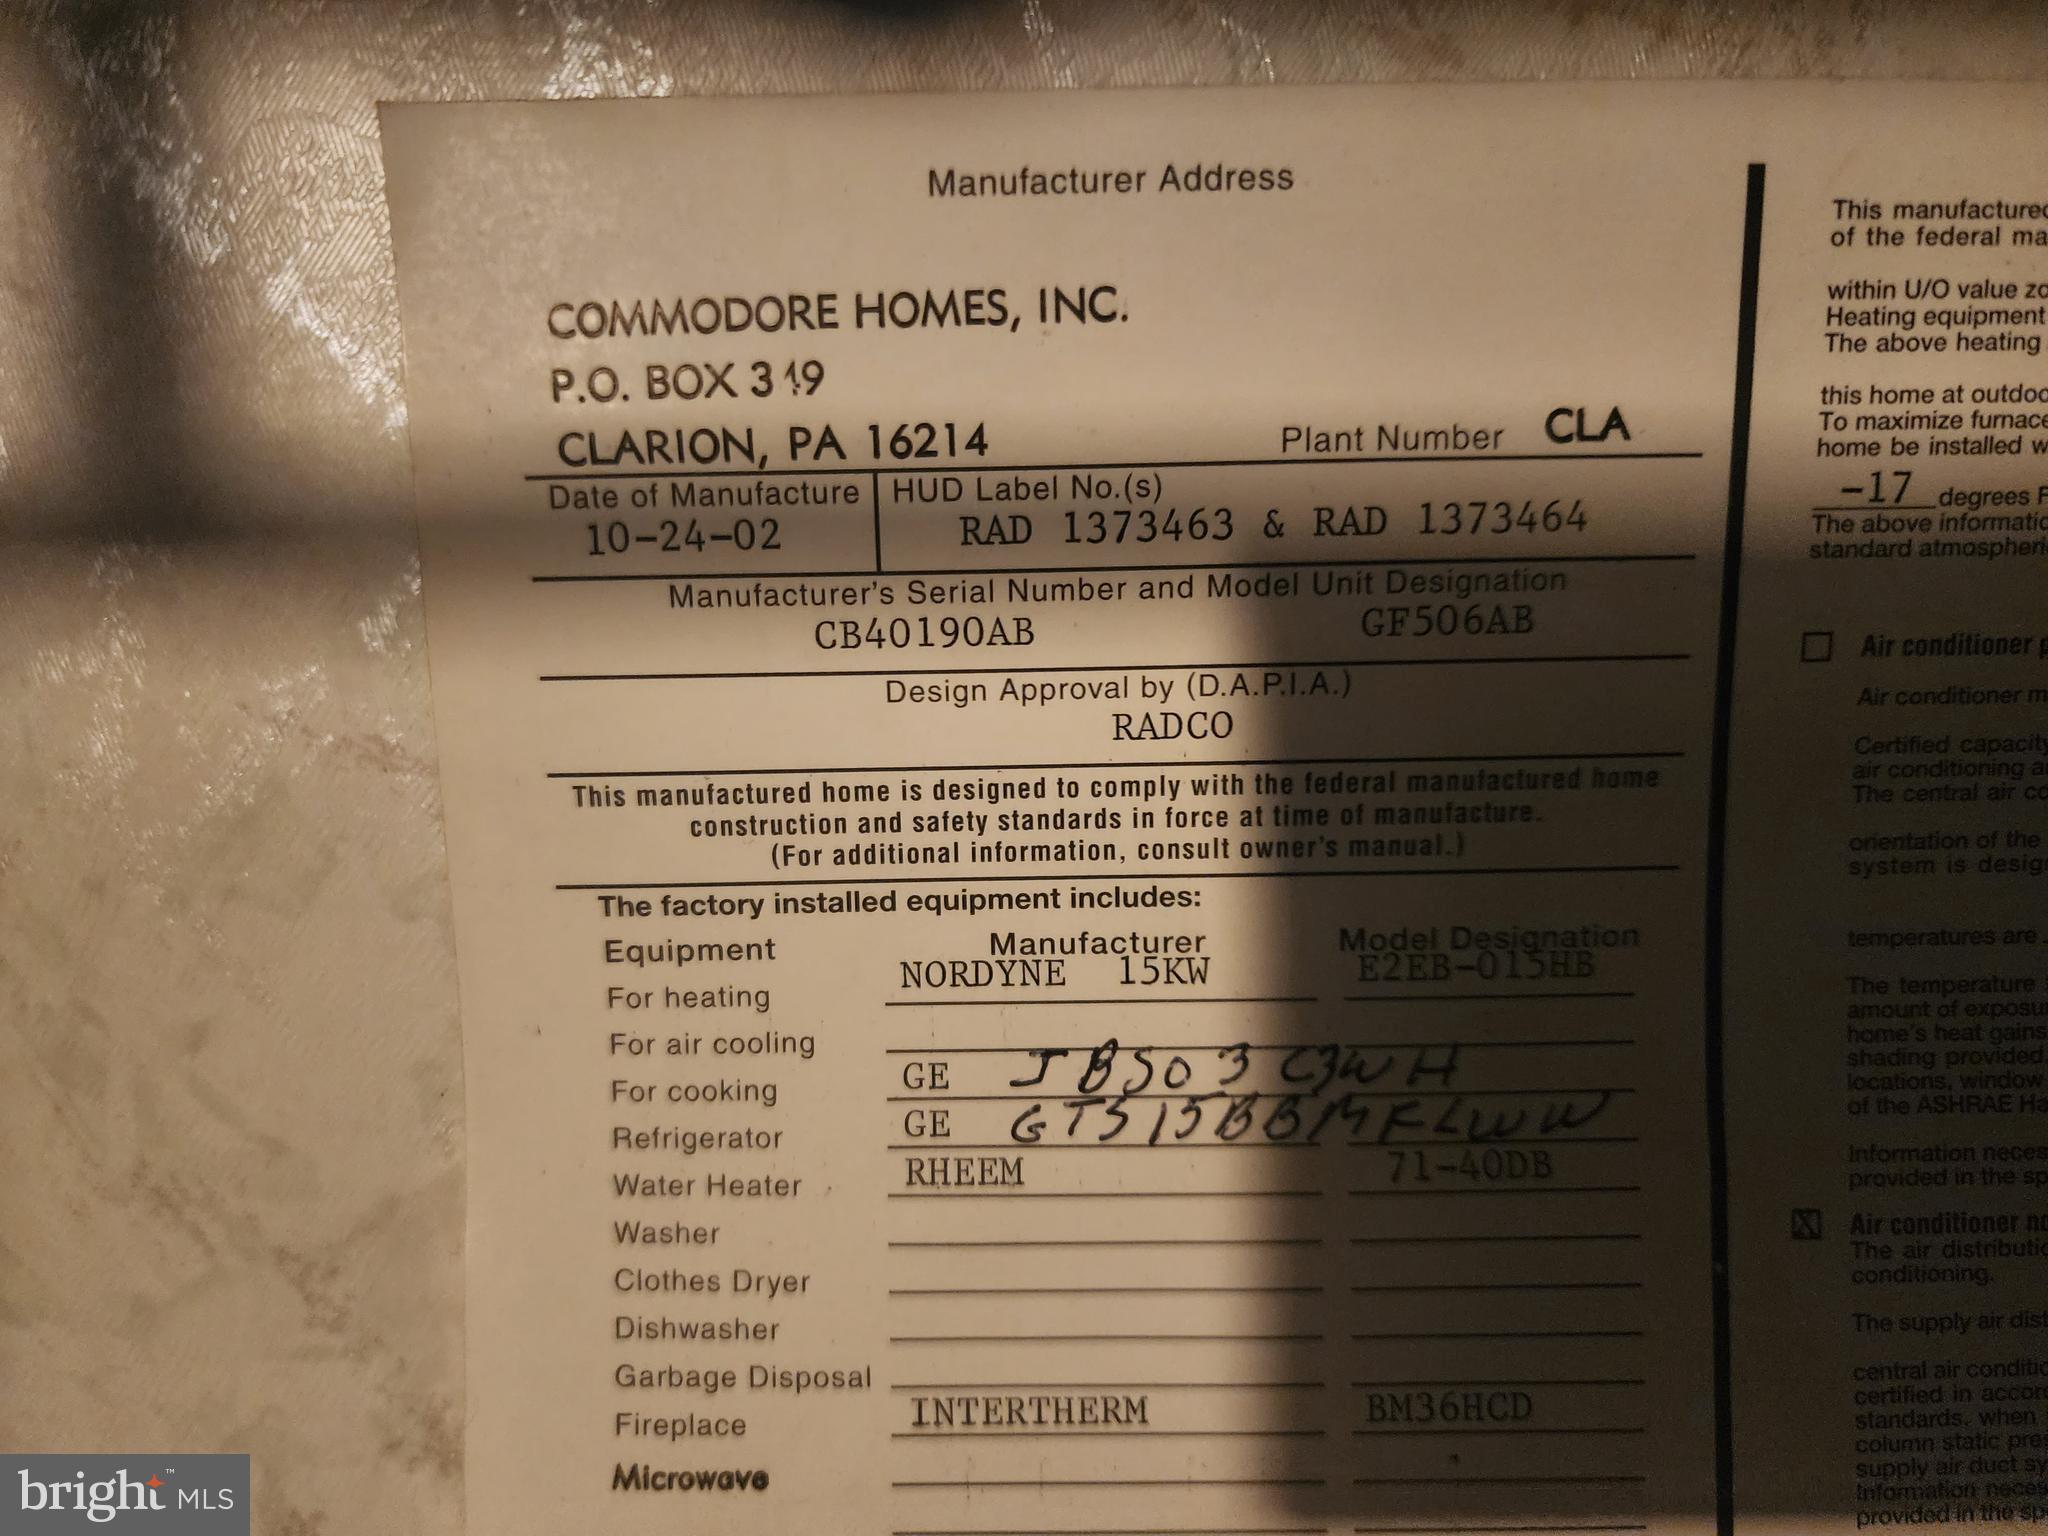 Manufacturer Address
COMMODORE HOMES, INC.
P.O. BOX 349
CLARION, PA 16214
Plant Number CLA
Date of Manufacture
10-24-02
HUD Label No.(s)
RAD 1373463 & RAD 1373464
Manufacturer's Serial Number and Model Unit Designation
CB40190AB GF506AB
Design Approval by (D.A.P.I.A.)
RADCO
This manufactured home is designed to comply with the federal manufactured home
construction and safety standards in force at time of manufacture.
(For additional information, consult owner's manual.)
The factory installed equipment includes:
Equipment Manufacturer Model Designation
For heating NORDYNE 15KW E2EB-015HB
For air cooling
For cooking GE JBS03C3WH
Refrigerator GE GTS15BBMFLWW
Water Heater RHEEM 71-40DB
Washer
Clothes Dryer
Dishwasher
Garbage Disposal
Fireplace INTERTHERM BM36HCD
Microwave
This manufactured
of the federal ma
within U/O value zo
Heating equipment
The above heating
this home at outdoo
To maximize furnace
home be installed w
-17 degrees F
The above informatio
standard atmospheri
Air conditioner p
Air conditioner m
Certified capacity
air conditioning a
The central air co
orientation of the
system is desig
temperatures are
The temperature
amount of exposu
home's heat gains
shading provided,
locations, window
of the ASHRAE Ha
Information neces
provided in the sp
X Air conditioner no
The air distributio
conditioning.
The supply air dist
central air conditio
certified in accor
standards, when
column static pre
supply air duct sy
Information neces
provided in the sp
bright™ MLS